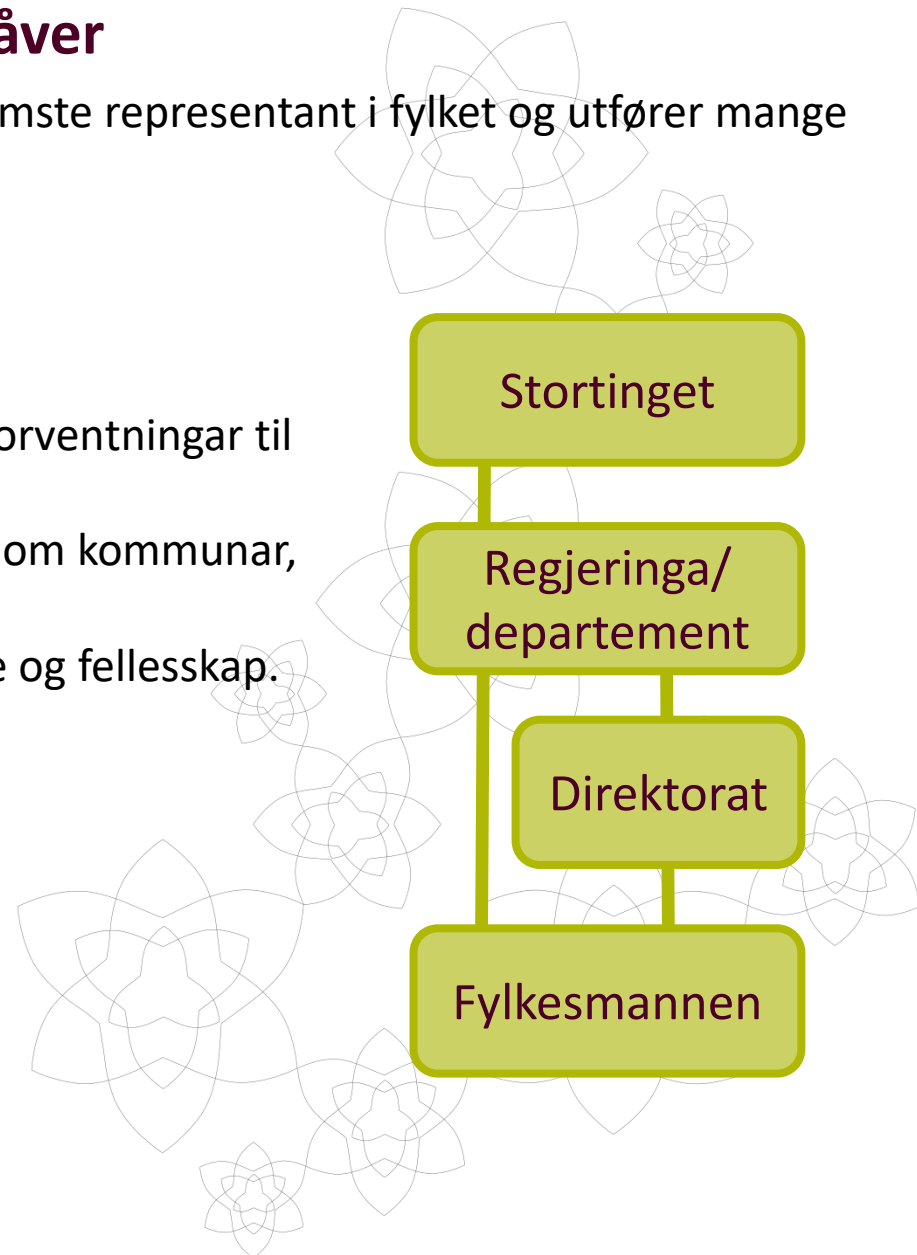 åver
mste representant i fylket og utfører mange
orventningar til
om kommunar,
e og fellesskap.
Stortinget
Regjeringa/
departement
Direktorat
Fylkesmannen